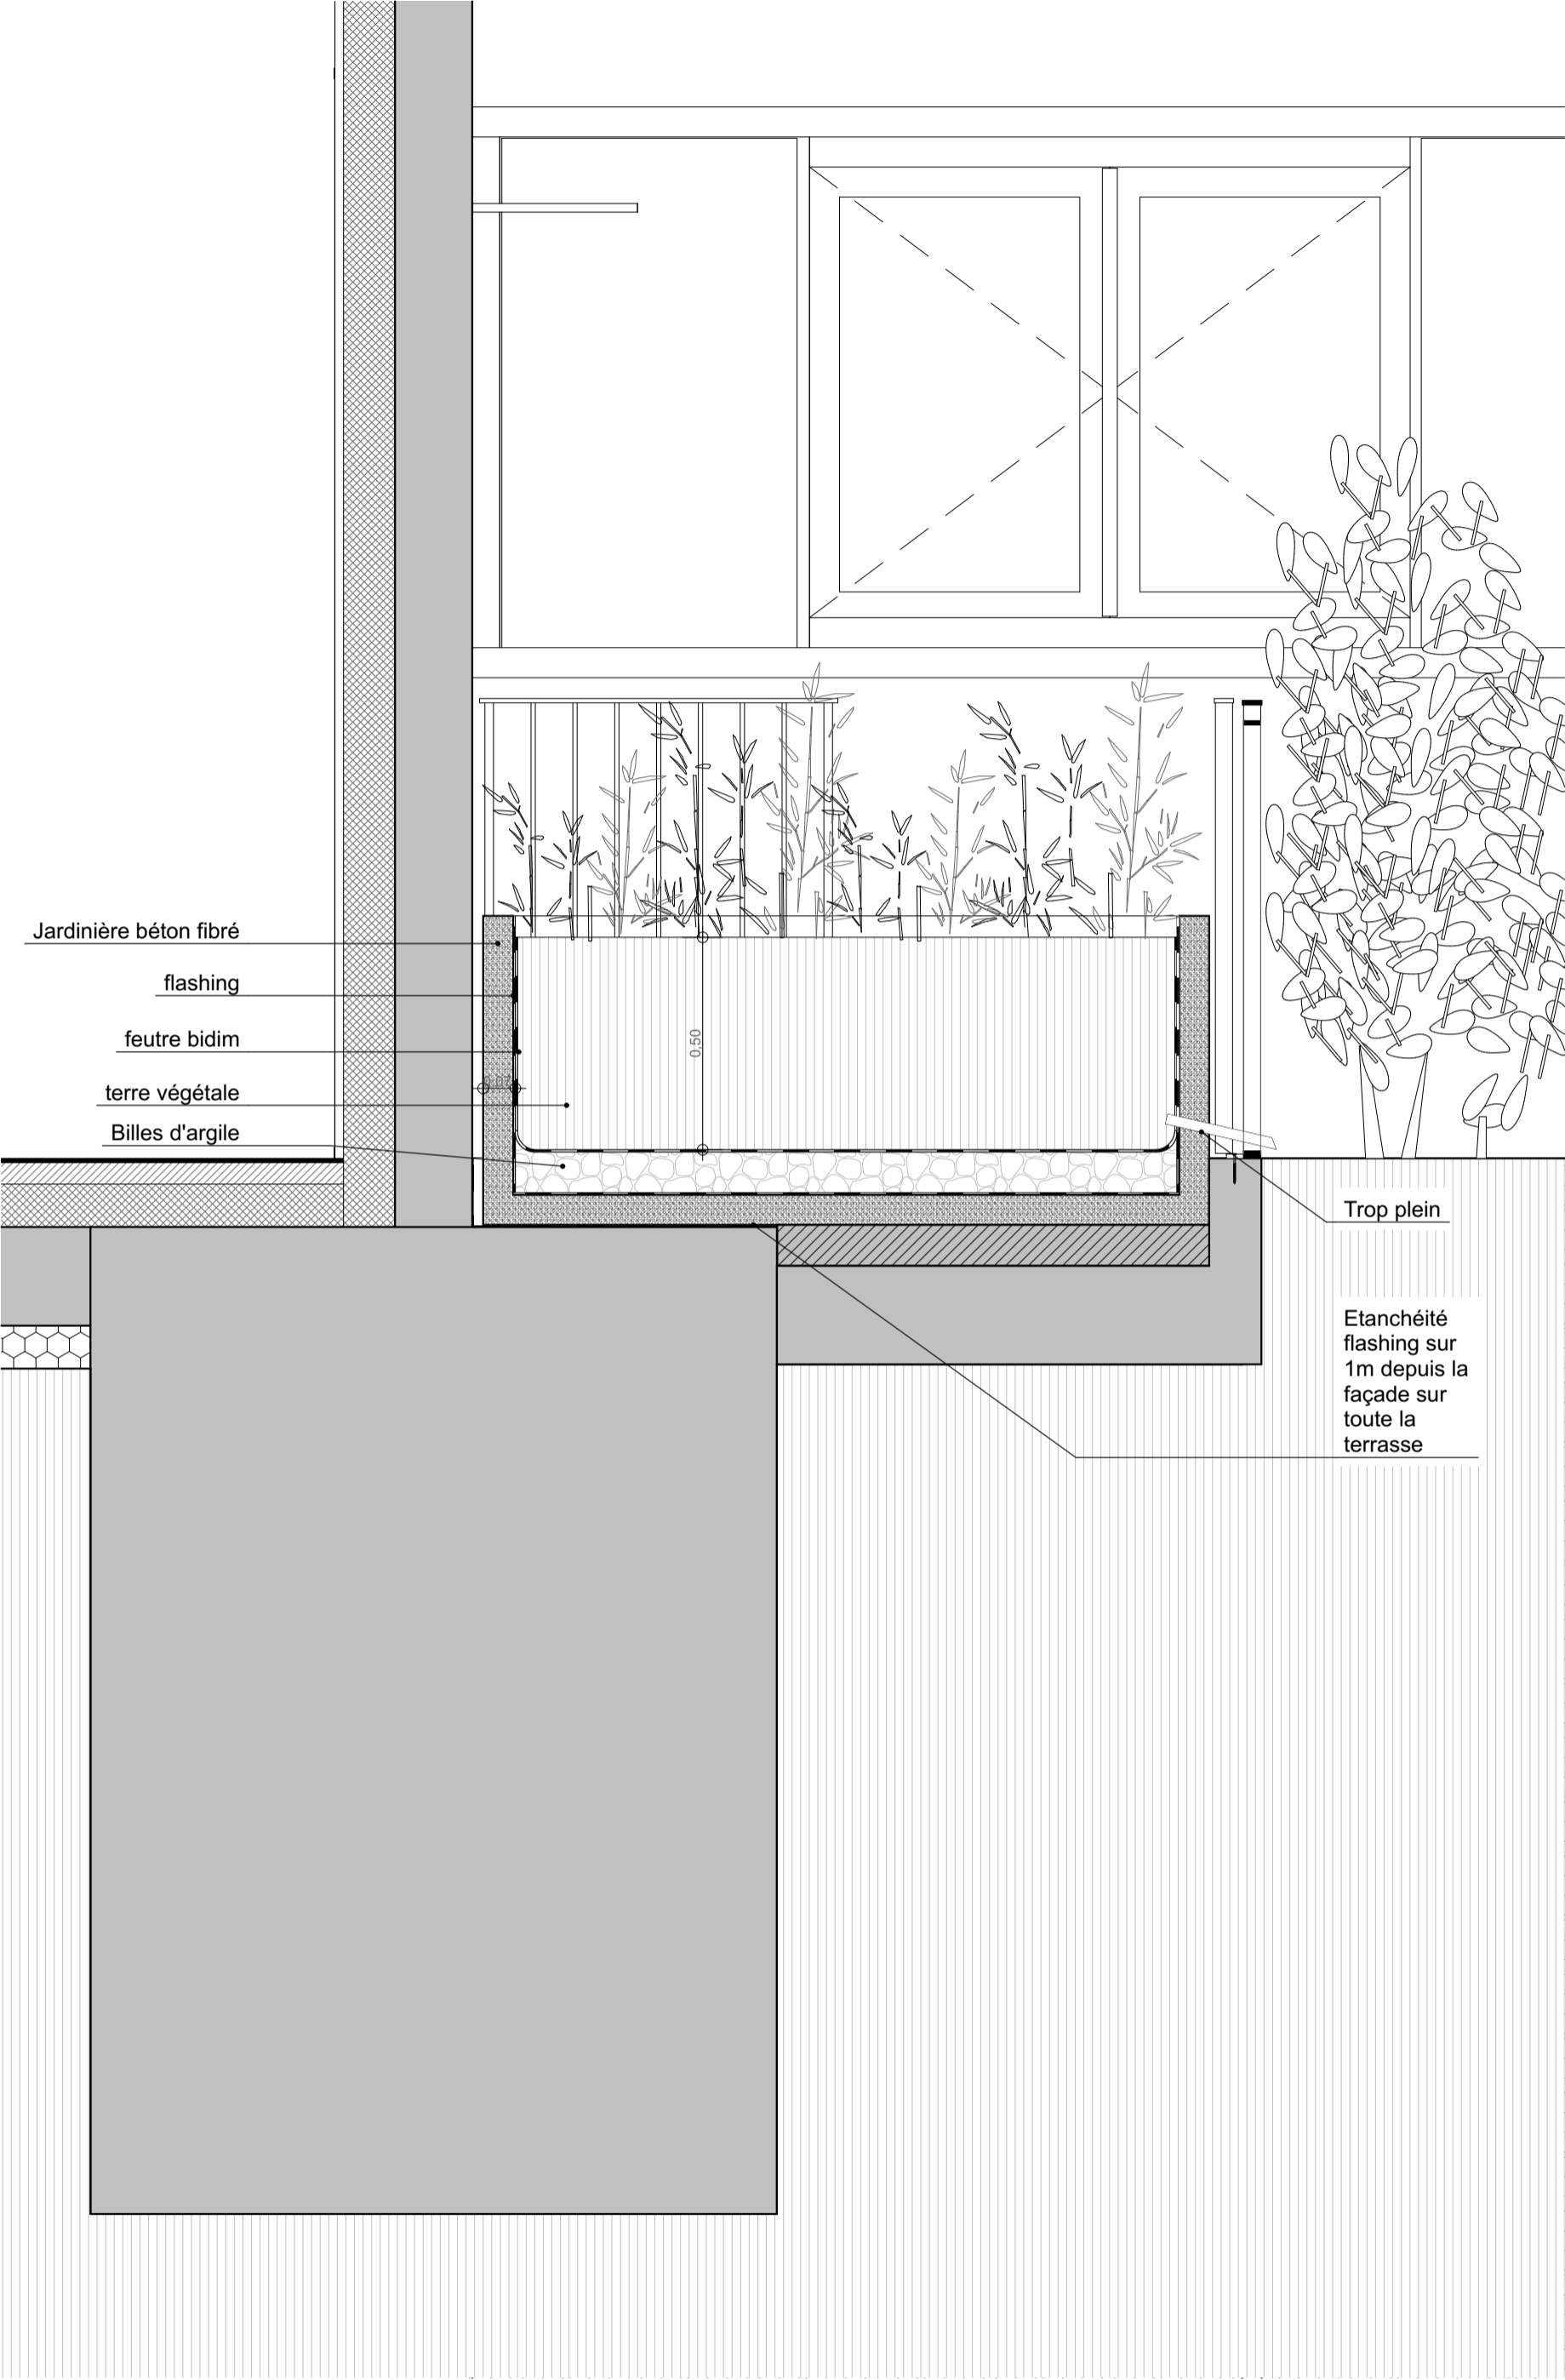 Jardinière béton fibré
flashing
feutre bidim
terre végétale
Billes d'argile
0,50
Trop plein
Etanchéité
flashing sur
1m depuis la
façade sur
toute la
terrasse